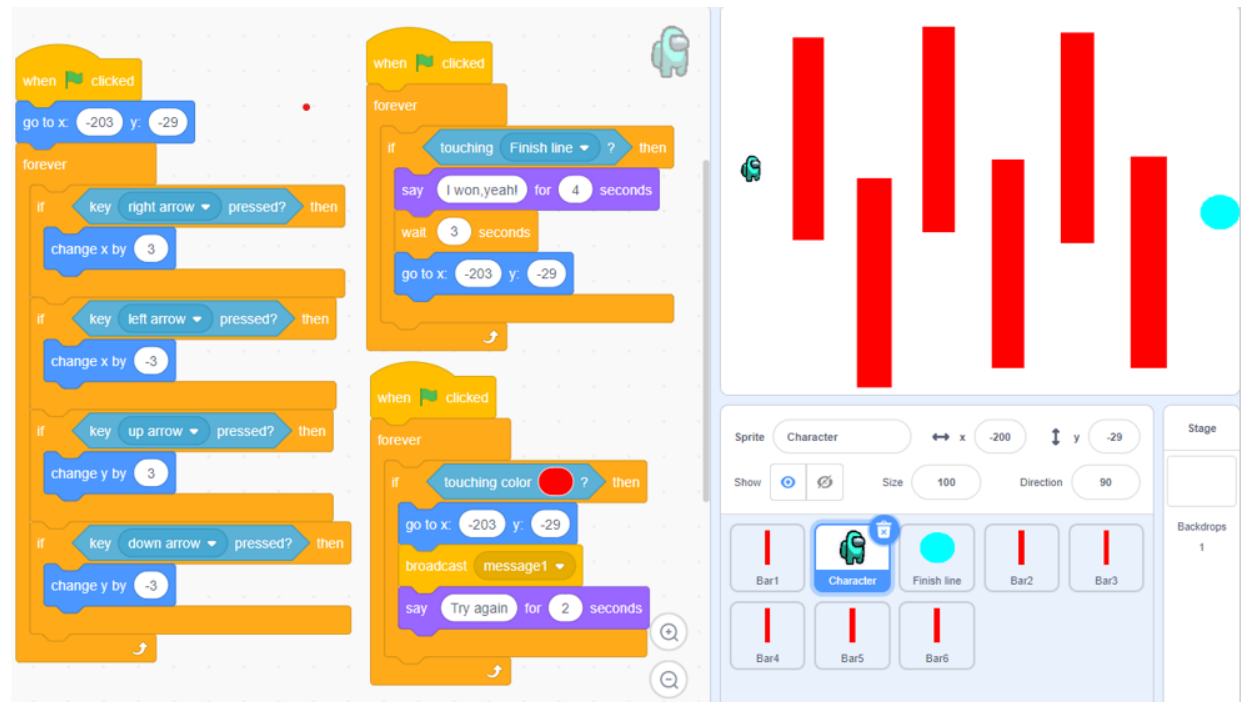 when clicked
go to x: -203 y: -29
forever
if key right arrow pressed? then
change x by 3
if key left arrow pressed? then
change x by -3
if key up arrow pressed? then
change y by 3
if key down arrow pressed? then
change y by -3
when clicked
forever
if touching Finish line ? then
say I won,yeah! for 4 seconds
wait 3 seconds
go to x: -203 y: -29
when clicked
forever
if touching color ? then
go to x: -203 y: -29
broadcast message1
say Try again for 2 seconds
Sprite Character x -200 y -29
Show Size 100 Direction 90
Bar1 Character Finish line Bar2 Bar3
Bar4 Bar5 Bar6
Stage
Backdrops
1